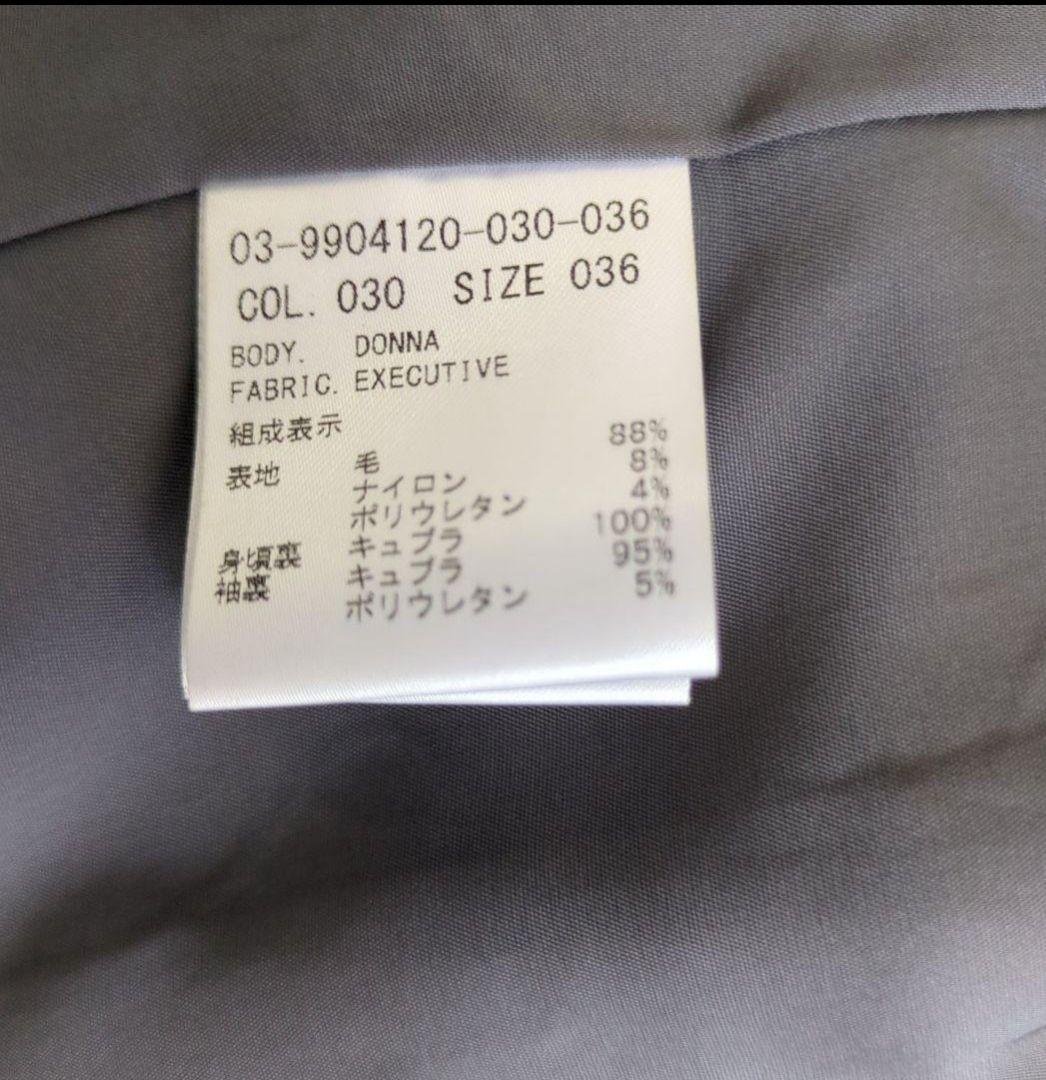 03-9904120-030-036
COL. 030 SIZE 036
BODY. DONNA
FABRIC. EXECUTIVE
組成表示
表地 毛 88%
ナイロン 8%
ポリウレタン 4%
身頃裏 キュプラ 100%
袖裏 キュプラ 95%
ポリウレタン 5%